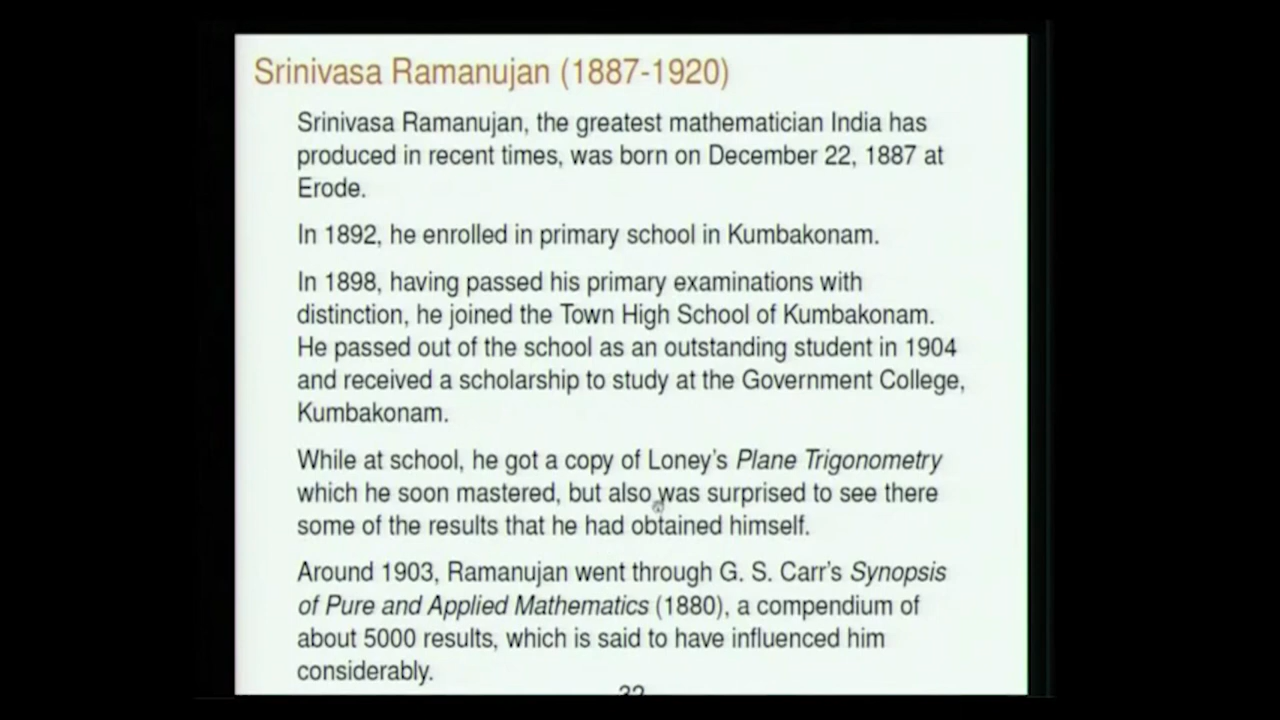 Srinivasa Ramanujan (1887-1920)
Srinivasa Ramanujan, the greatest mathematician India has
produced in recent times, was born on December 22, 1887 at
Erode.
In 1892, he enrolled in primary school in Kumbakonam.
In 1898, having passed his primary examinations with
distinction, he joined the Town High School of Kumbakonam.
He passed out of the school as an outstanding student in 1904
and received a scholarship to study at the Government College,
Kumbakonam.
While at school, he got a copy of Loney's Plane Trigonometry
which he soon mastered, but also was surprised to see there
some of the results that he had obtained himself.
Around 1903, Ramanujan went through G. S. Carr's Synopsis
of Pure and Applied Mathematics (1880), a compendium of
about 5000 results, which is said to have influenced him
considerably.
32